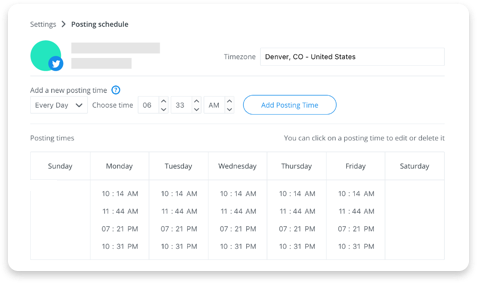 Settings > Posting schedule
Timezone Denver, CO - United States
Add a new posting time ?
Every Day Choose time 06 33 AM Add Posting Time
Posting times You can click on a posting time to edit or delete it
Sunday Monday Tuesday Wednesday Thursday Friday Saturday
10 : 14 AM 10 : 14 AM 10 : 14 AM 10 : 14 AM 10 : 14 AM
11 : 44 AM 11 : 44 AM 11 : 44 AM 11 : 44 AM 11 : 44 AM
07 : 21 PM 07 : 21 PM 07 : 21 PM 07 : 21 PM 07 : 21 PM
10 : 31 PM 10 : 31 PM 10 : 31 PM 10 : 31 PM 10 : 31 PM